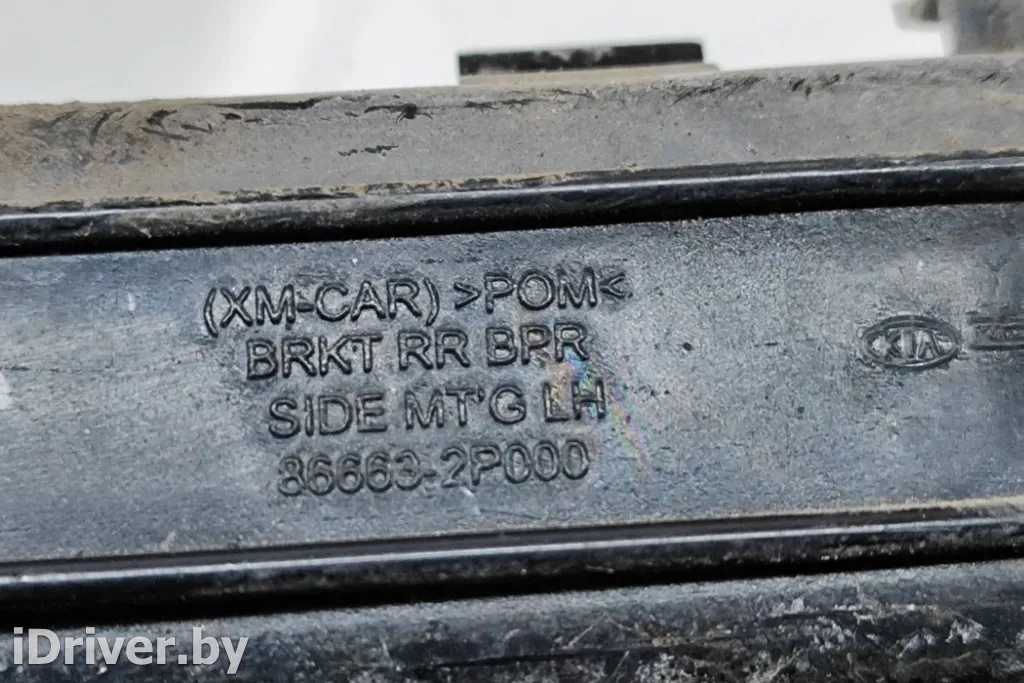 (XM-CAR) >POM<
BRKT RR BPR
SIDE MT'G LH
86663-2P000
KIA
iDriver.by